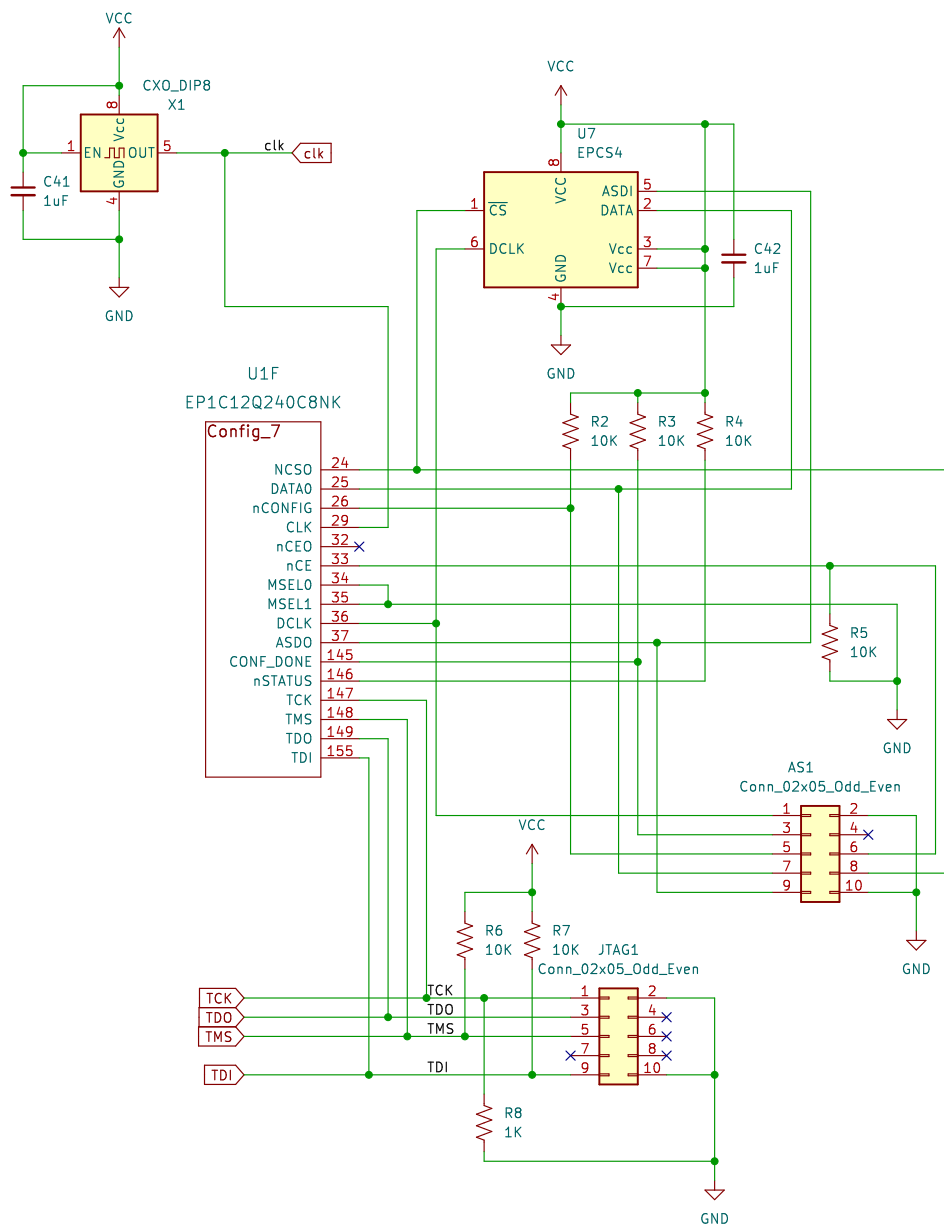 VCC
CXO_DIP8
X1
8
Vcc
1
EN
OUT
5
GND
4
C41
1uF
clk
clk
GND
VCC
U7
EPCS4
8
VCC
ASDI
5
1
CS
DATA
2
6
DCLK
Vcc
3
Vcc
7
GND
4
C42
1uF
GND
U1F
EP1C12Q240C8NK
Config_7
NCSO 24
DATA0 25
nCONFIG 26
CLK 29
nCEO 32
nCE 33
MSEL0 34
MSEL1 35
DCLK 36
ASDO 37
CONF_DONE 145
nSTATUS 146
TCK 147
TMS 148
TDO 149
TDI 155
R2
10K
R3
10K
R4
10K
R5
10K
GND
AS1
Conn_02x05_Odd_Even
1 2
3 4
5 6
7 8
9 10
GND
VCC
R6
10K
R7
10K
JTAG1
Conn_02x05_Odd_Even
TCK TCK 1 2
TDO TDO 3 4
TMS TMS 5 6
7 8
TDI TDI 9 10
R8
1K
GND